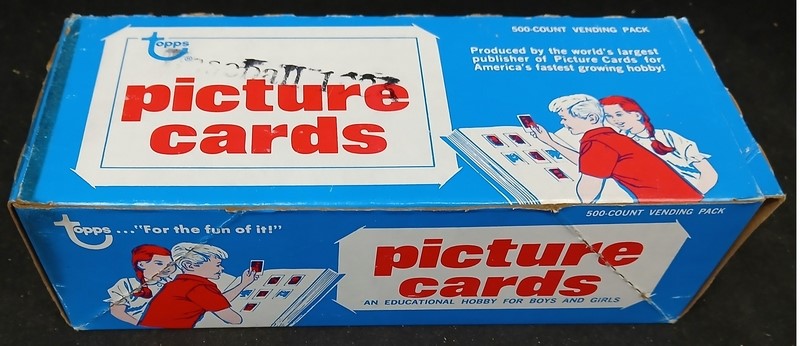 topps
®
Baseball
picture
cards
500-COUNT VENDING PACK
Produced by the world's largest
publisher of Picture Cards for
America's fastest growing hobby!
topps ..."For the fun of it!"
500-COUNT VENDING PACK
picture
cards
AN EDUCATIONAL HOBBY FOR BOYS AND GIRLS